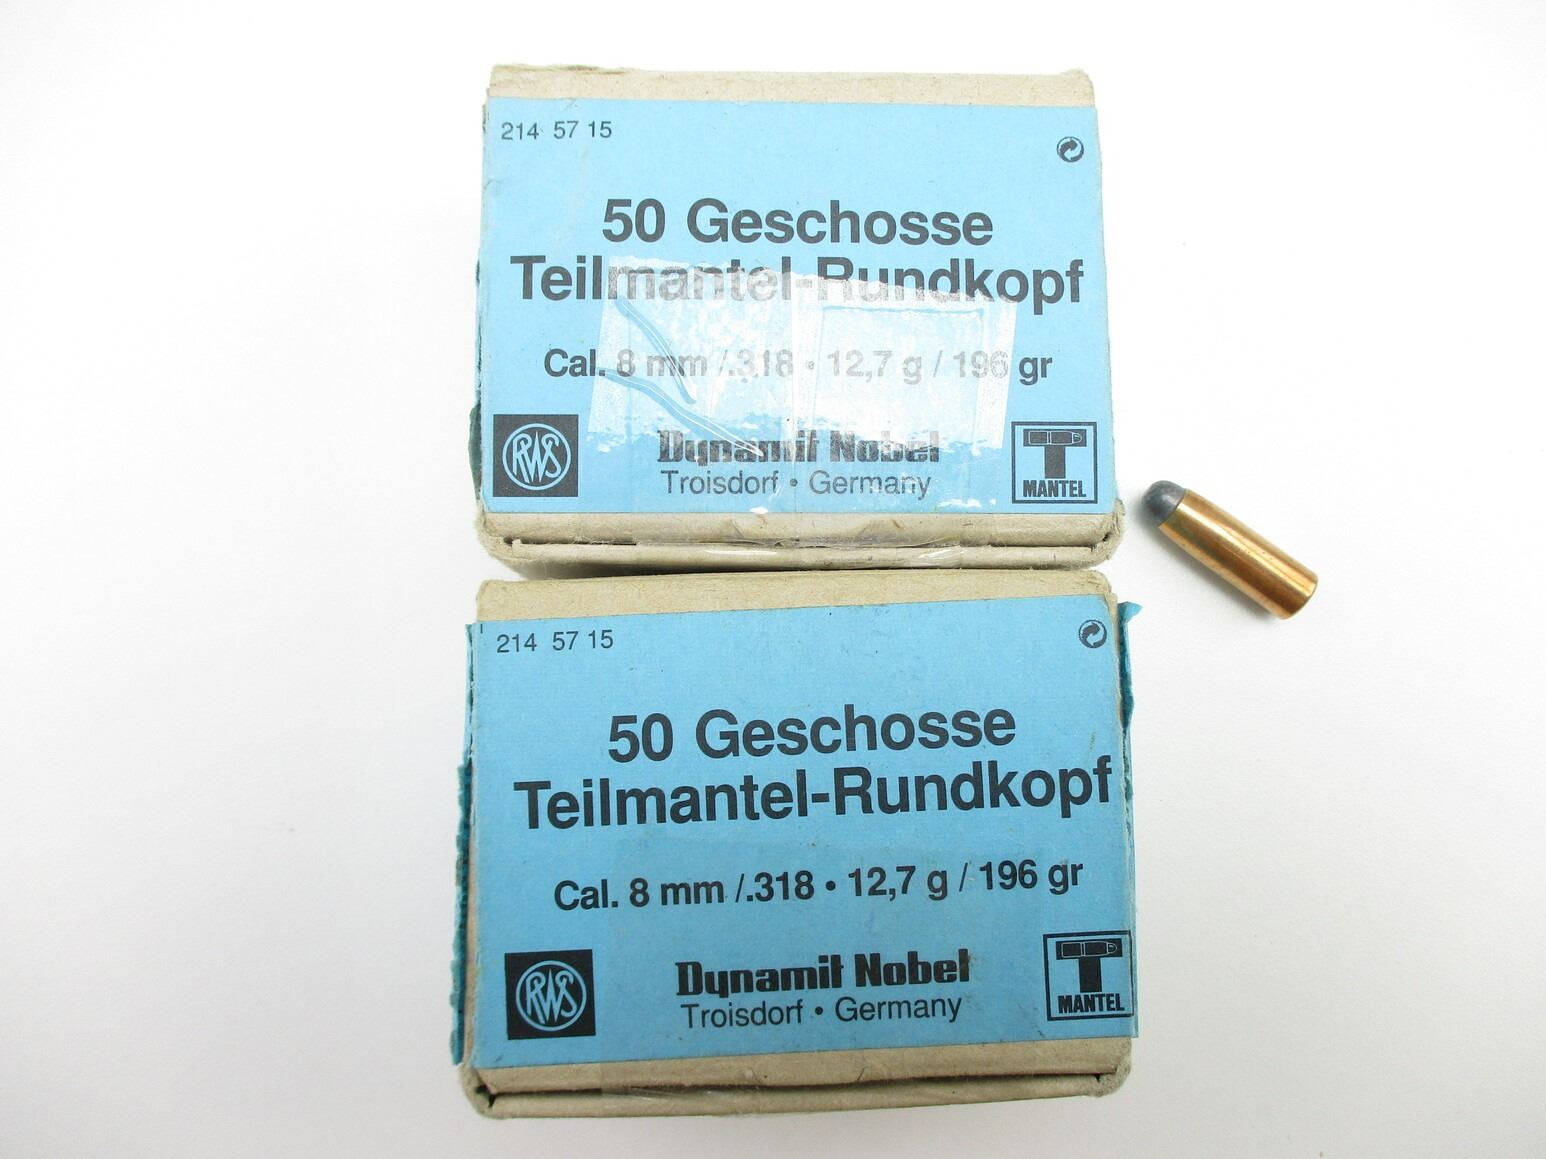 214 57 15
50 Geschosse
Teilmantel-Rundkopf
Cal. 8 mm /.318 • 12,7 g / 196 gr
RWS
Dynamit Nobel
Troisdorf • Germany
T
MANTEL
214 57 15
50 Geschosse
Teilmantel-Rundkopf
Cal. 8 mm /.318 • 12,7 g / 196 gr
RWS
Dynamit Nobel
Troisdorf • Germany
T
MANTEL